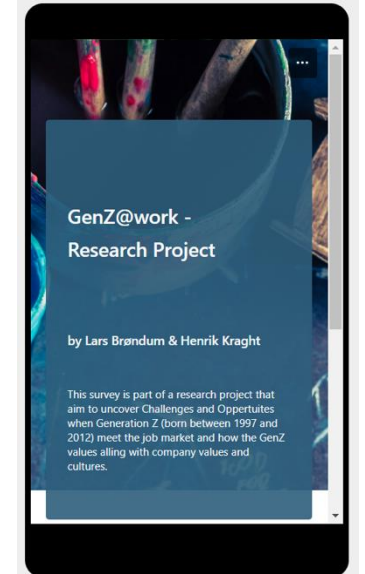 GenZ@work -
Research Project
by Lars Brøndum & Henrik Kraght
This survey is part of a research project that
aim to uncover Challenges and Oppertuites
when Generation Z (born between 1997 and
2012) meet the job market and how the GenZ
values alling with company values and
cultures.